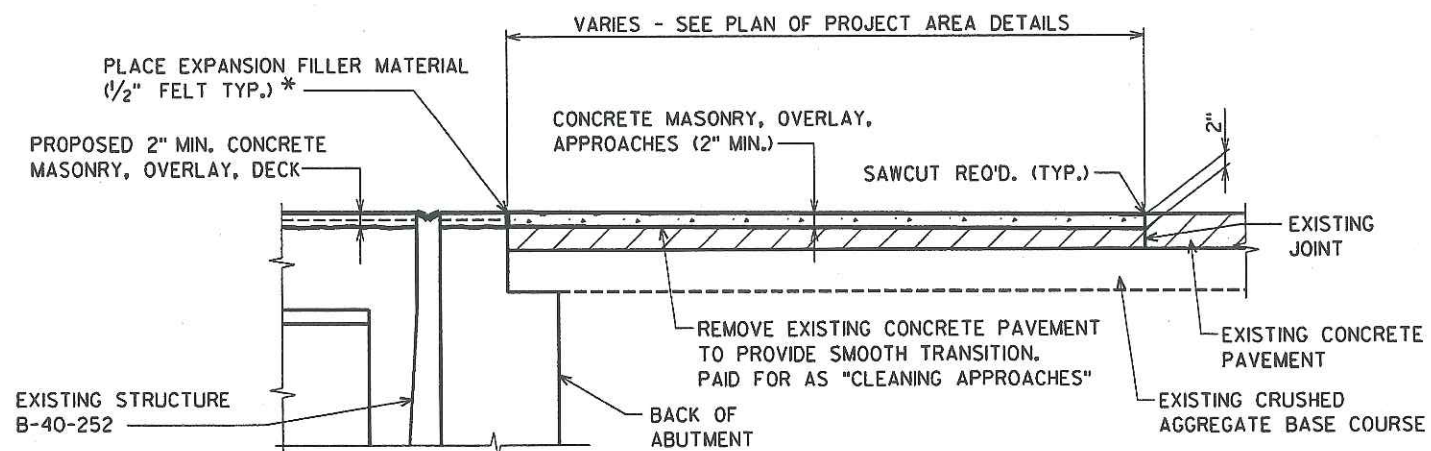 VARIES - SEE PLAN OF PROJECT AREA DETAILS
PLACE EXPANSION FILLER MATERIAL
(1/2" FELT TYP.) *
CONCRETE MASONRY, OVERLAY,
APPROACHES (2" MIN.)
2"
PROPOSED 2" MIN. CONCRETE
MASONRY, OVERLAY, DECK
SAWCUT REQ'D. (TYP.)
EXISTING
JOINT
REMOVE EXISTING CONCRETE PAVEMENT
TO PROVIDE SMOOTH TRANSITION.
PAID FOR AS "CLEANING APPROACHES"
EXISTING CONCRETE
PAVEMENT
EXISTING STRUCTURE
B-40-252
BACK OF
ABUTMENT
EXISTING CRUSHED
AGGREGATE BASE COURSE